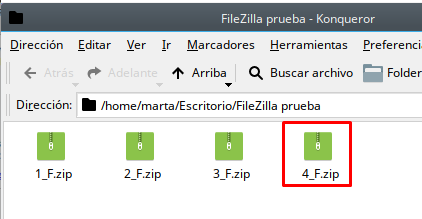 FileZilla prueba - Konqueror
Dirección Editar Ver Ir Marcadores Herramientas Preferenci
Atrás Adelante Arriba Buscar archivo Folder
Dirección: /home/marta/Escritorio/FileZilla prueba
1_F.zip 2_F.zip 3_F.zip 4_F.zip